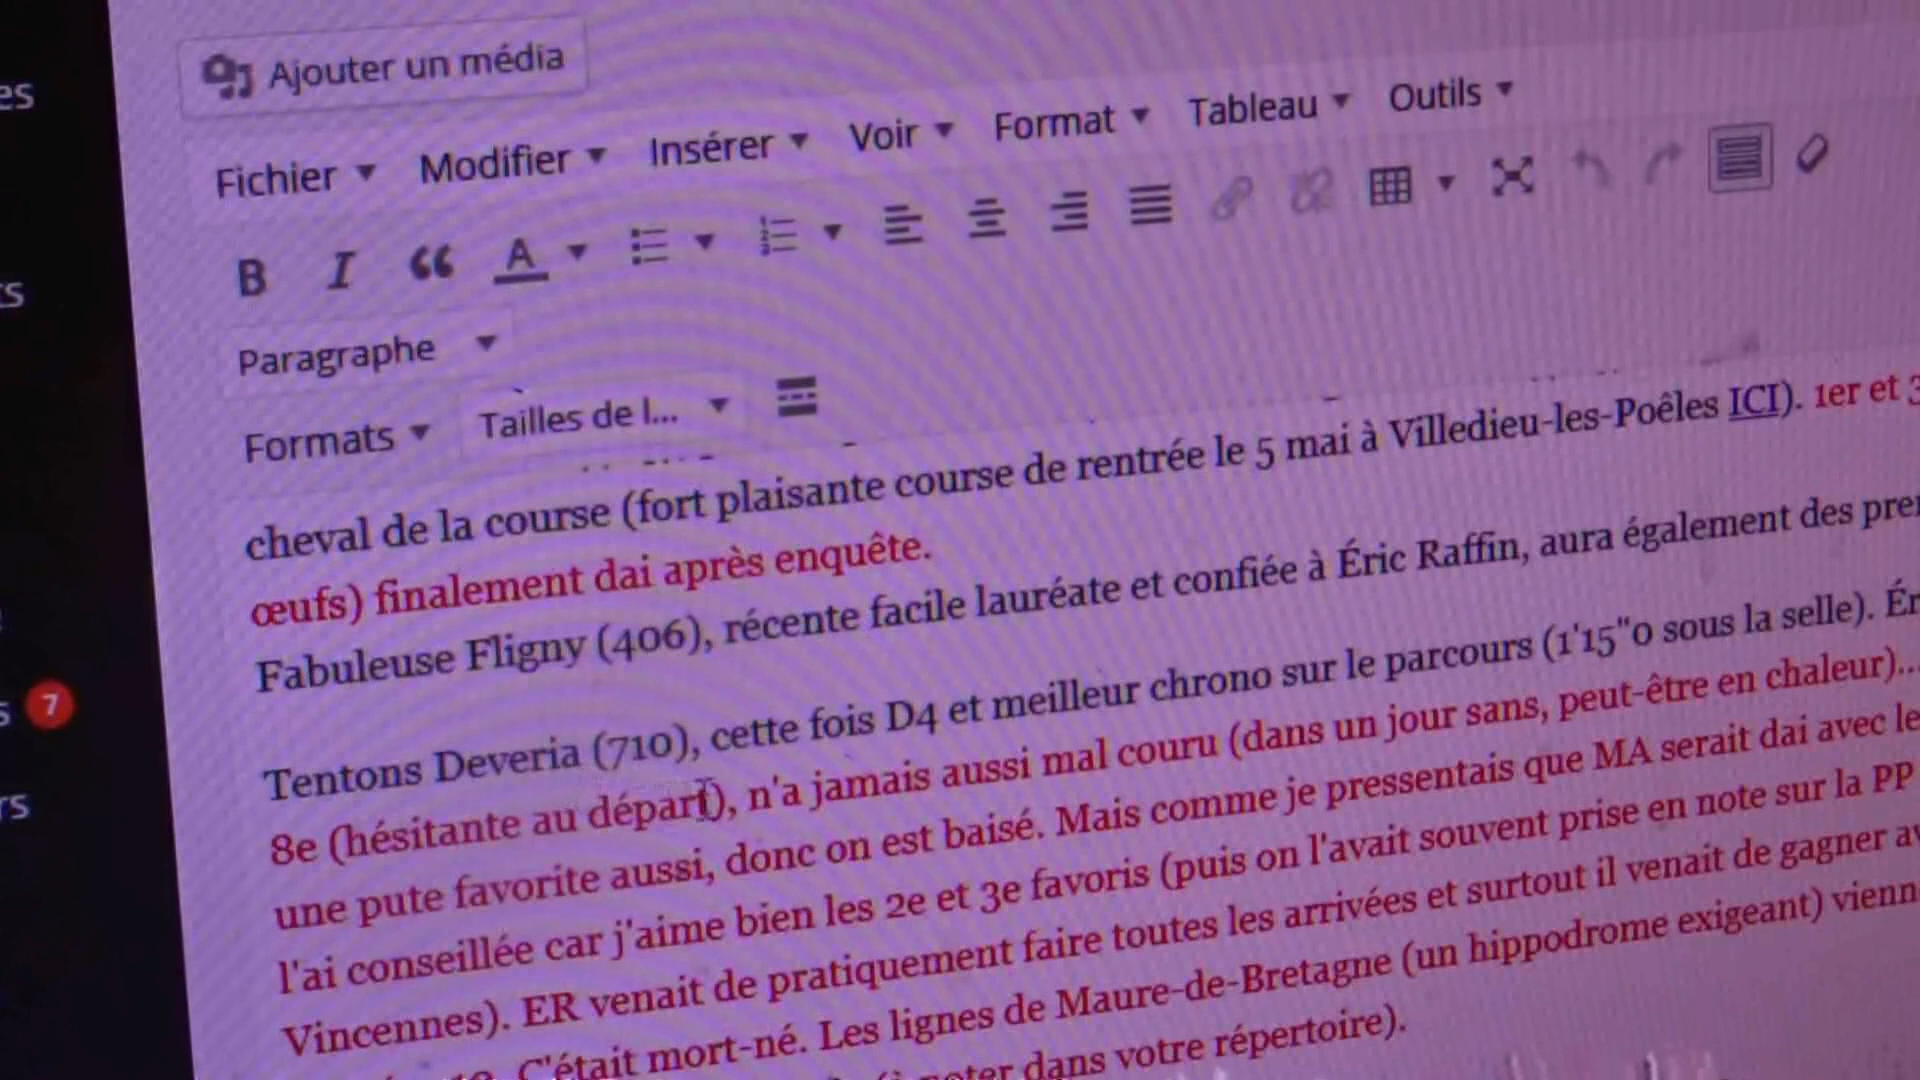 Ajouter un média
Fichier Modifier Insérer Voir Format Tableau Outils
B I “ A
Paragraphe
Formats Tailles de l...
cheval de la course (fort plaisante course de rentrée le 5 mai à Villedieu-les-Poêles ICI). 1er et 3
œufs) finalement dai après enquête.
Fabuleuse Fligny (406), récente facile lauréate et confiée à Éric Raffin, aura également des
Tentons Deveria (710), cette fois D4 et meilleur chrono sur le parcours (1'15"0 sous la selle).
8e (hésitante au départ), n'a jamais aussi mal couru (dans un jour sans, peut-être en chaleur)...
une pute favorite aussi, donc on est baisé. Mais comme je pressentais que MA serait dai avec le
l'ai conseillée car j'aime bien les 2e et 3e favoris (puis on l'avait souvent prise en note sur la PP
Vincennes). ER venait de pratiquement faire toutes les arrivées et surtout il venait de gagner
C'était mort-né. Les lignes de Maure-de-Bretagne (un hippodrome exigeant)
dans votre répertoire).
es
7
rs